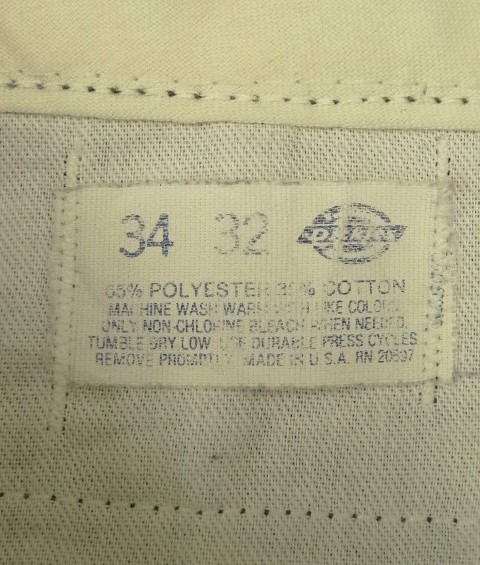 34 32 Dickies
65% POLYESTER 35% COTTON
MACHINE WASH WARM WITH LIKE COLORS
ONLY NON-CHLORINE BLEACH WHEN NEEDED.
TUMBLE DRY LOW USE DURABLE PRESS CYCLES
REMOVE PROMPTLY MADE IN U.S.A. RN 20697